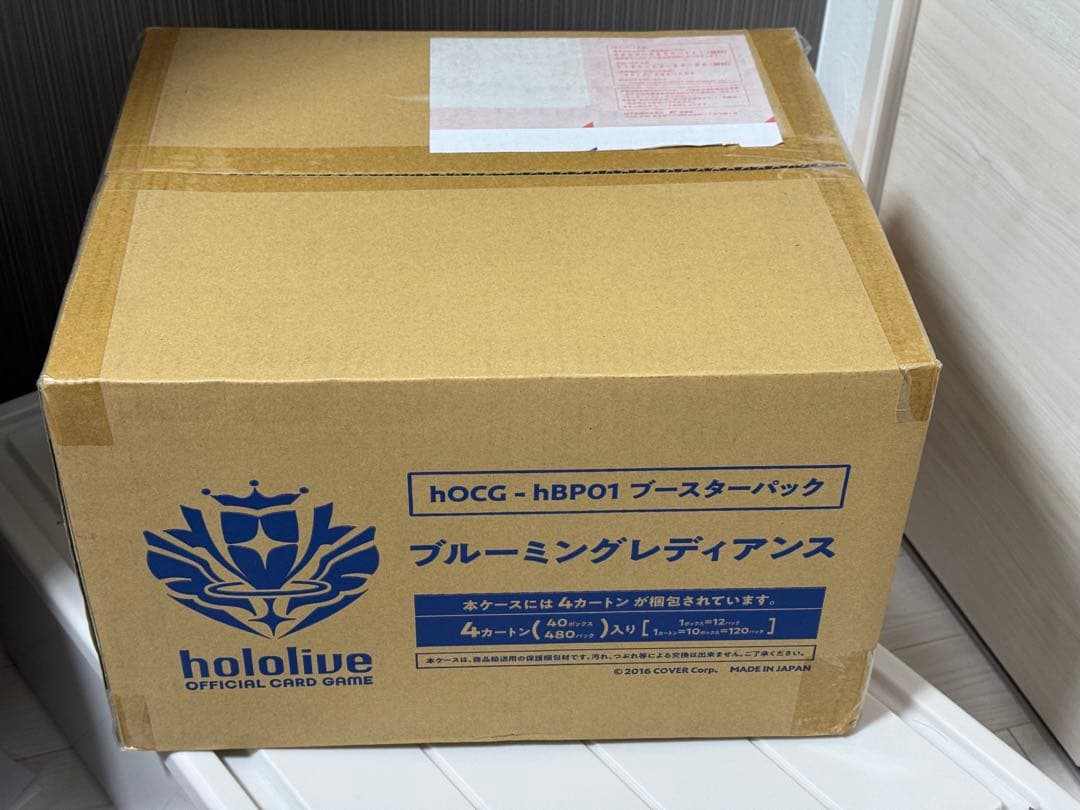 hOCG - hBP01 ブースターパック
ブルーミングレディアンス
本ケースには4カートンが梱包されています。
4カートン(40ボックス 480パック)入り[1ボックス=12パック 1カートン=10ボックス=120パック]
本ケースは、商品輸送用の保護梱包材です。汚れ、つぶれ等による交換は出来ません。ご了承ください。
©2016 COVER Corp. MADE IN JAPAN
hololive
OFFICIAL CARD GAME